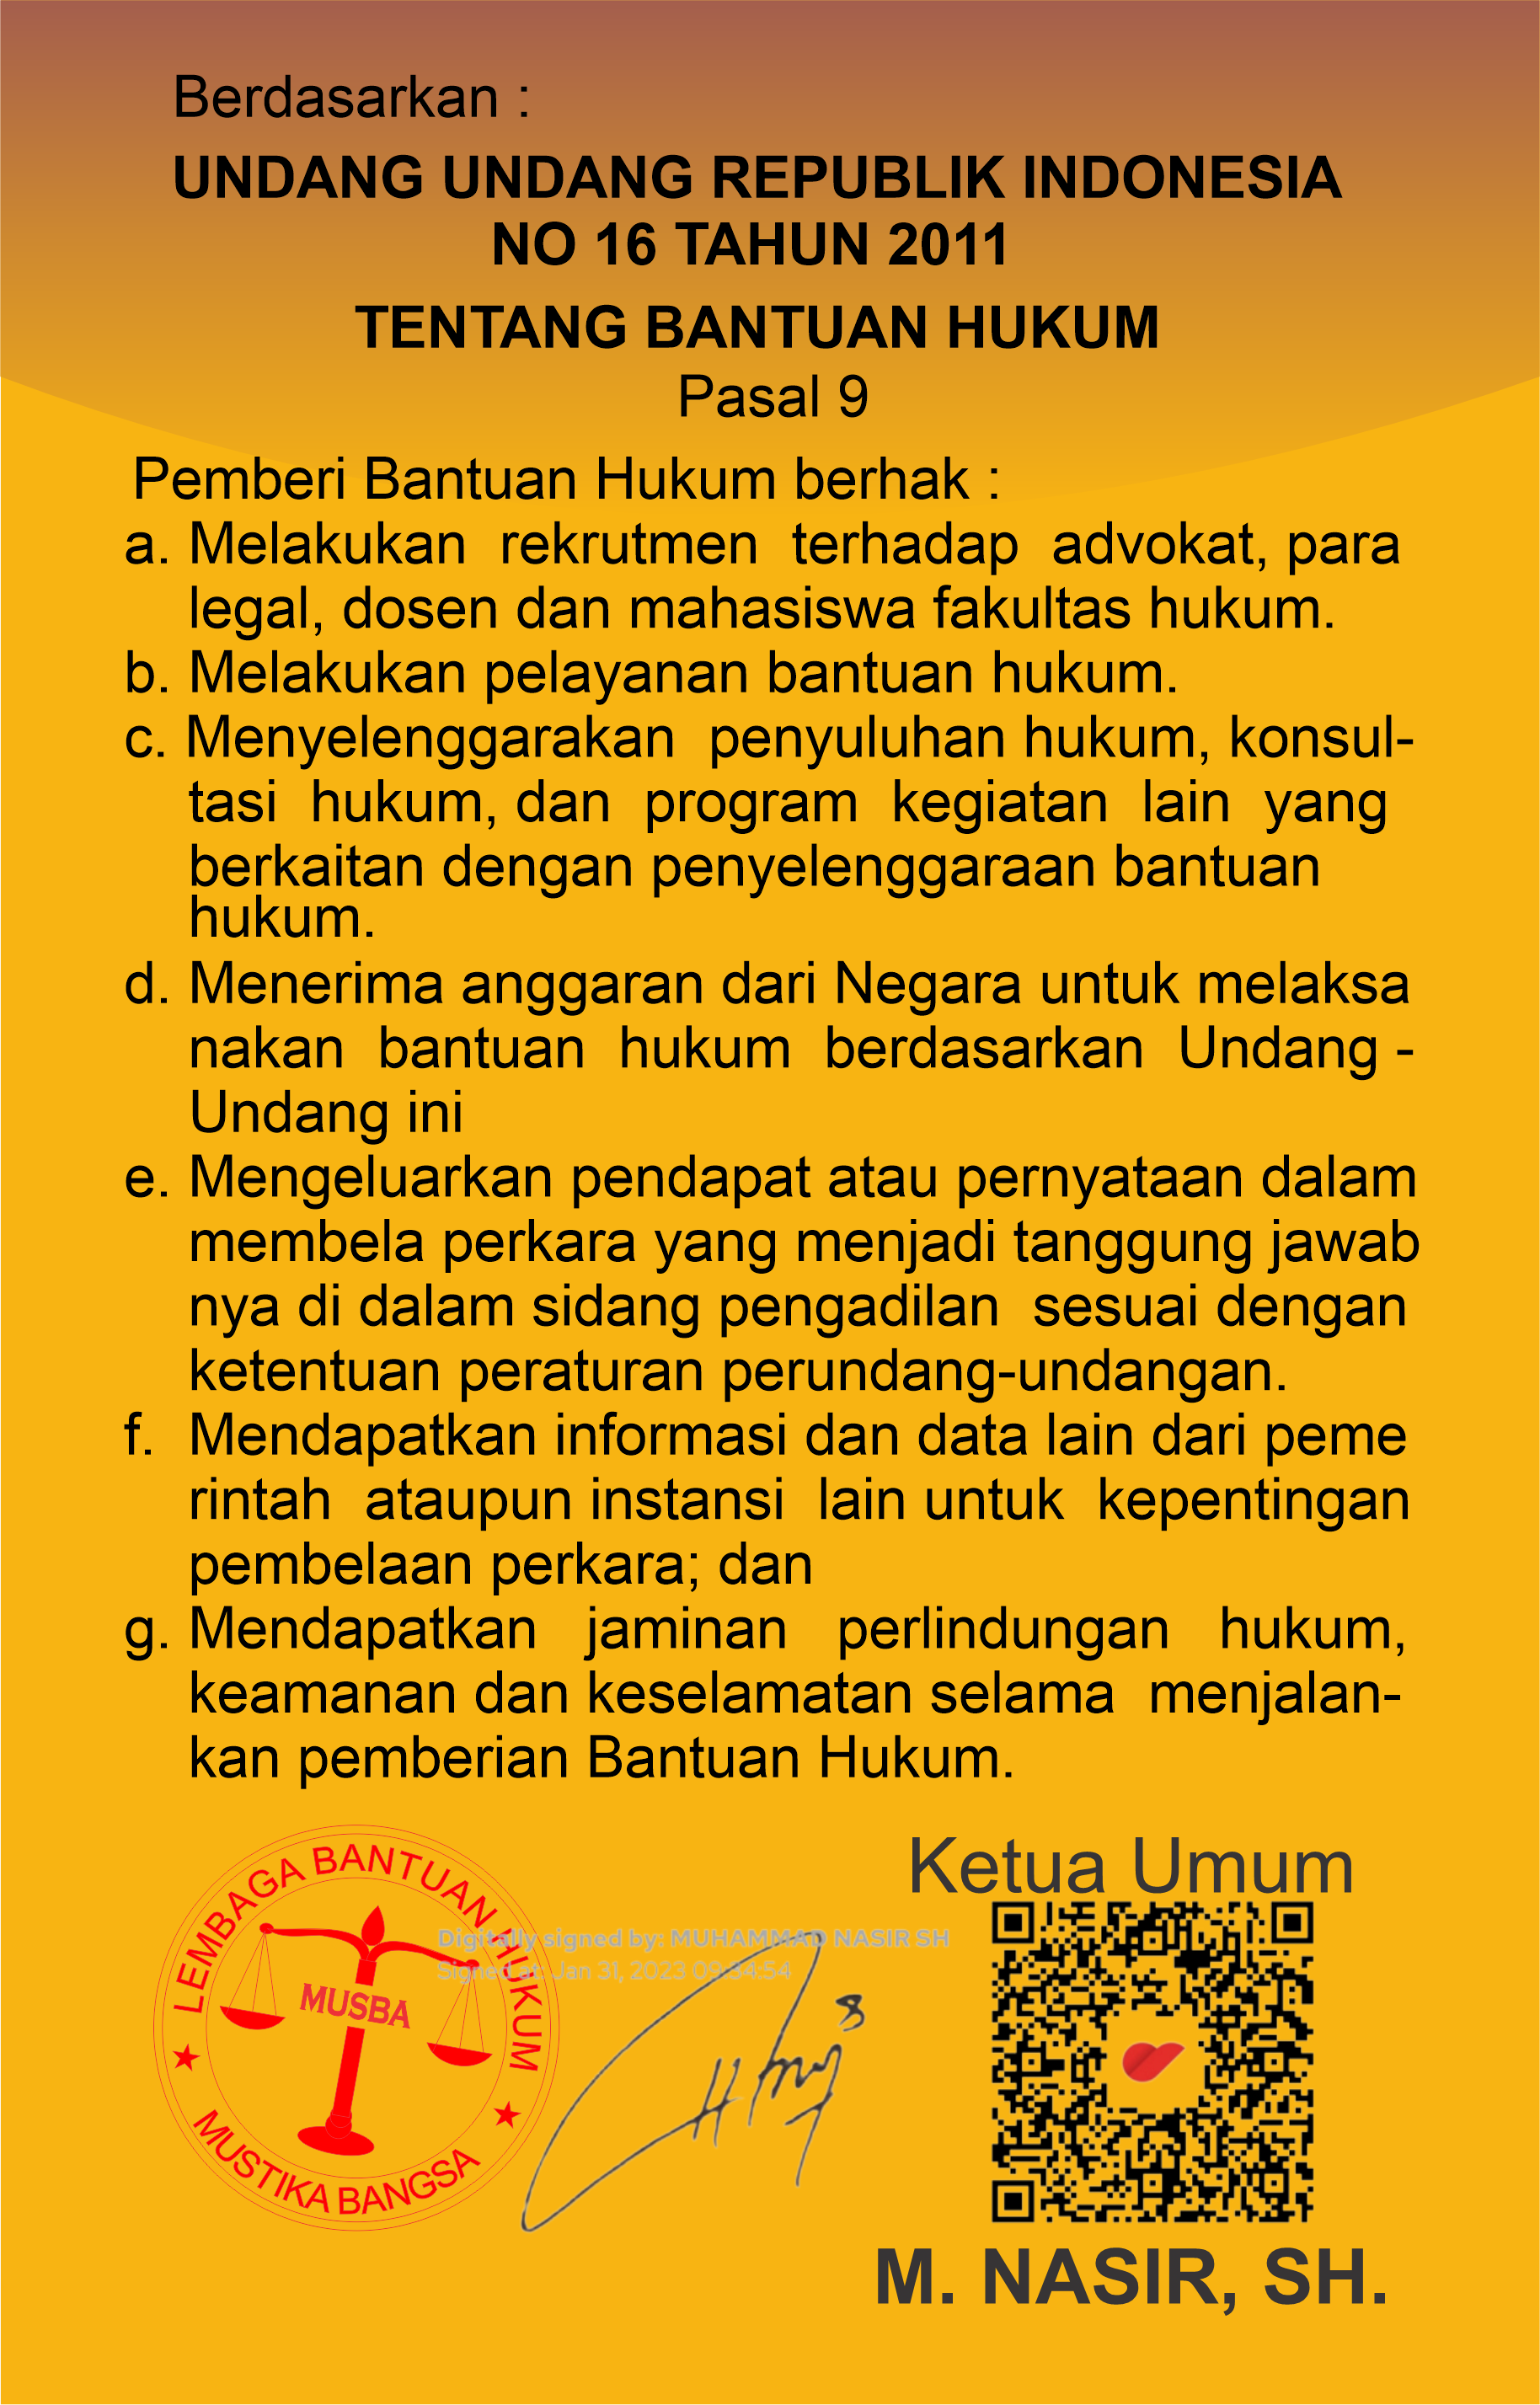 Berdasarkan :
UNDANG UNDANG REPUBLIK INDONESIA
NO 16 TAHUN 2011
TENTANG BANTUAN HUKUM
Pasal 9
Pemberi Bantuan Hukum berhak :
a. Melakukan rekrutmen terhadap advokat, para
legal, dosen dan mahasiswa fakultas hukum.
b. Melakukan pelayanan bantuan hukum.
c. Menyelenggarakan penyuluhan hukum, konsul-
tasi hukum, dan program kegiatan lain yang
berkaitan dengan penyelenggaraan bantuan
hukum.
d. Menerima anggaran dari Negara untuk melaksa
nakan bantuan hukum berdasarkan Undang -
Undang ini
e. Mengeluarkan pendapat atau pernyataan dalam
membela perkara yang menjadi tanggung jawab
nya di dalam sidang pengadilan sesuai dengan
ketentuan peraturan perundang-undangan.
f. Mendapatkan informasi dan data lain dari peme
rintah ataupun instansi lain untuk kepentingan
pembelaan perkara; dan
g. Mendapatkan jaminan perlindungan hukum,
keamanan dan keselamatan selama menjalan-
kan pemberian Bantuan Hukum.
LEMBAGA BANTUAN HUKUM
MUSBA
MUSTIKA BANGSA
Digitally signed by: MUHAMMAD NASIR SH
Signed at: Jan 31, 2023 09:34:54
Ketua Umum
M. NASIR, SH.